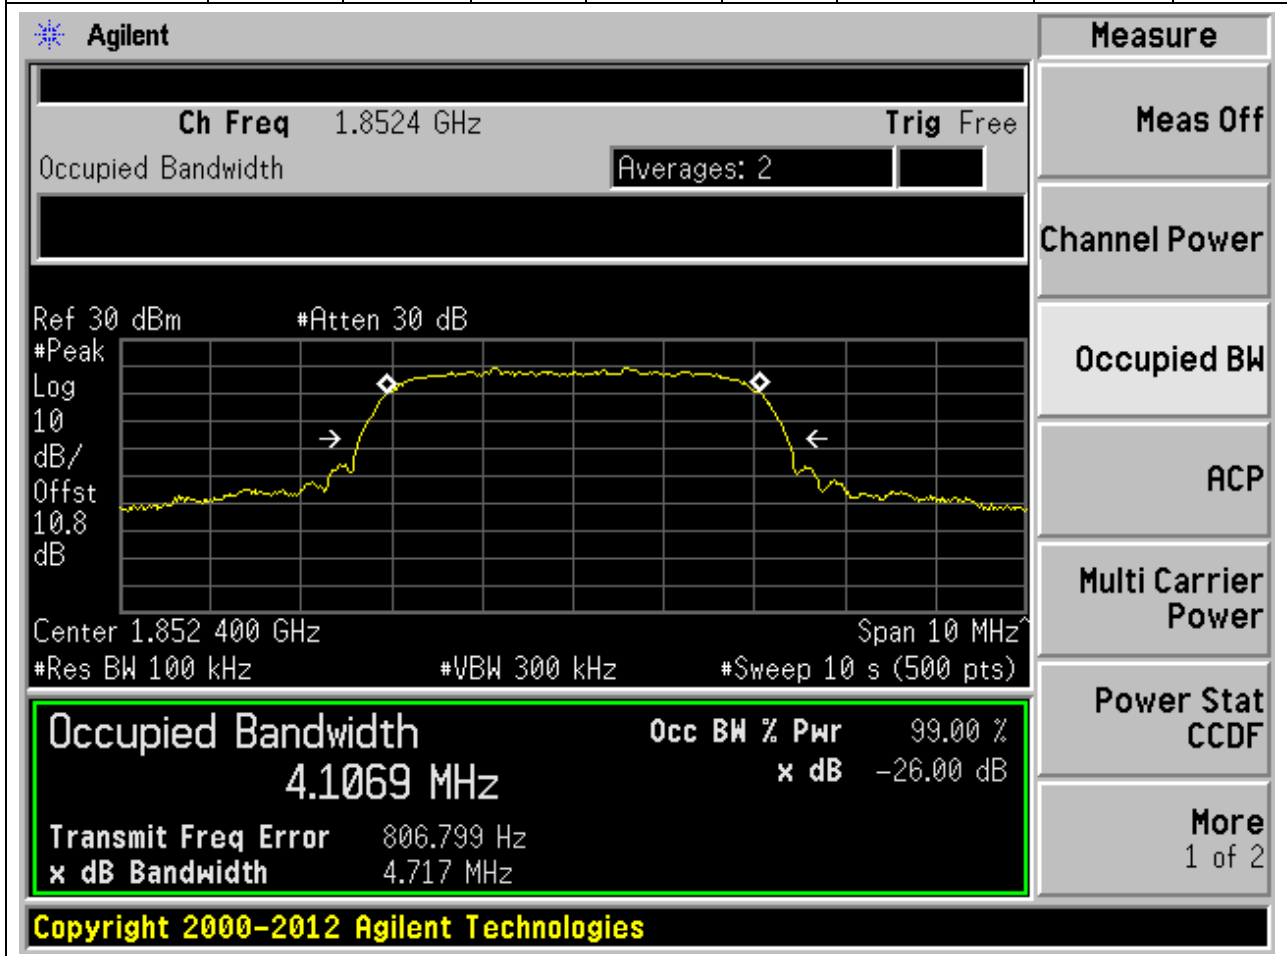 Agilent
Measure
Ch Freq 1.8524 GHz Trig Free
Occupied Bandwidth Averages: 2
Meas Off
Channel Power
Occupied BW
ACP
Multi Carrier
Power
Power Stat
CCDF
More
1 of 2
Ref 30 dBm #Atten 30 dB
#Peak
Log
10
dB/
Offst
10.8
dB
Center 1.852 400 GHz Span 10 MHz^
#Res BW 100 kHz #VBW 300 kHz #Sweep 10 s (500 pts)
Occupied Bandwidth Occ BW % Pwr 99.00 %
4.1069 MHz x dB -26.00 dB
Transmit Freq Error 806.799 Hz
x dB Bandwidth 4.717 MHz
Copyright 2000-2012 Agilent Technologies